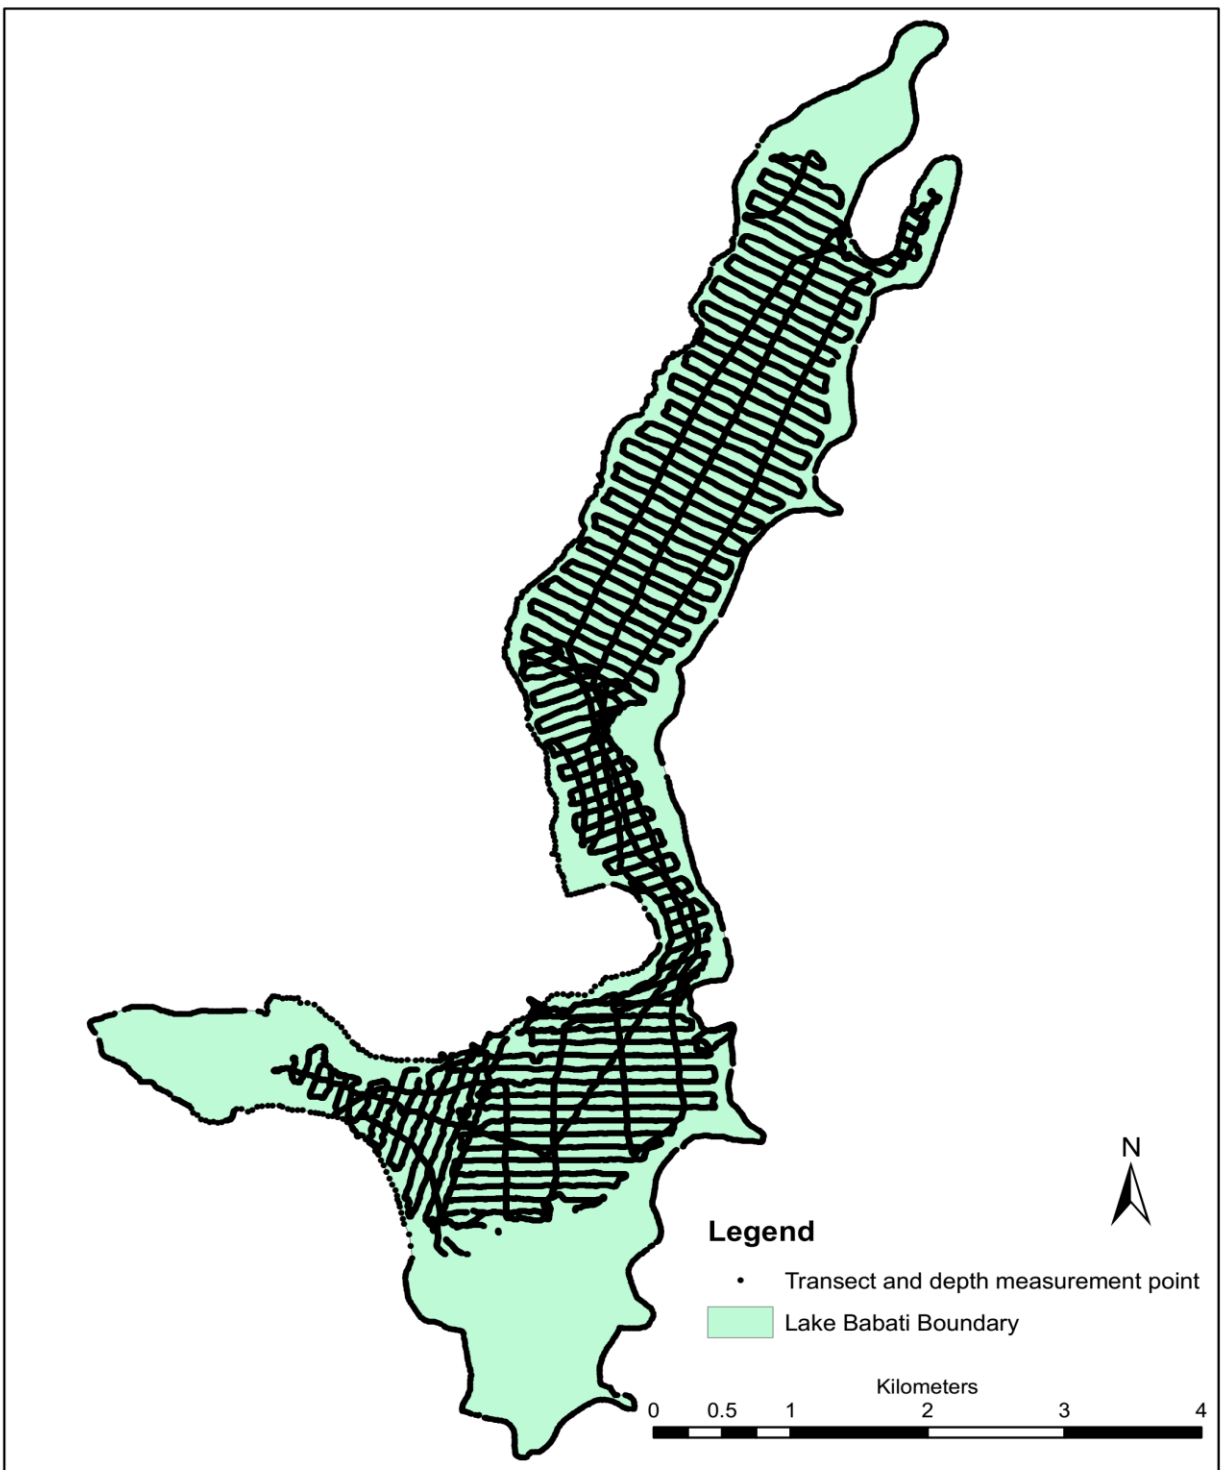 N
Legend
Transect and depth measurement point
Lake Babati Boundary
Kilometers
0 0.5 1 2 3 4